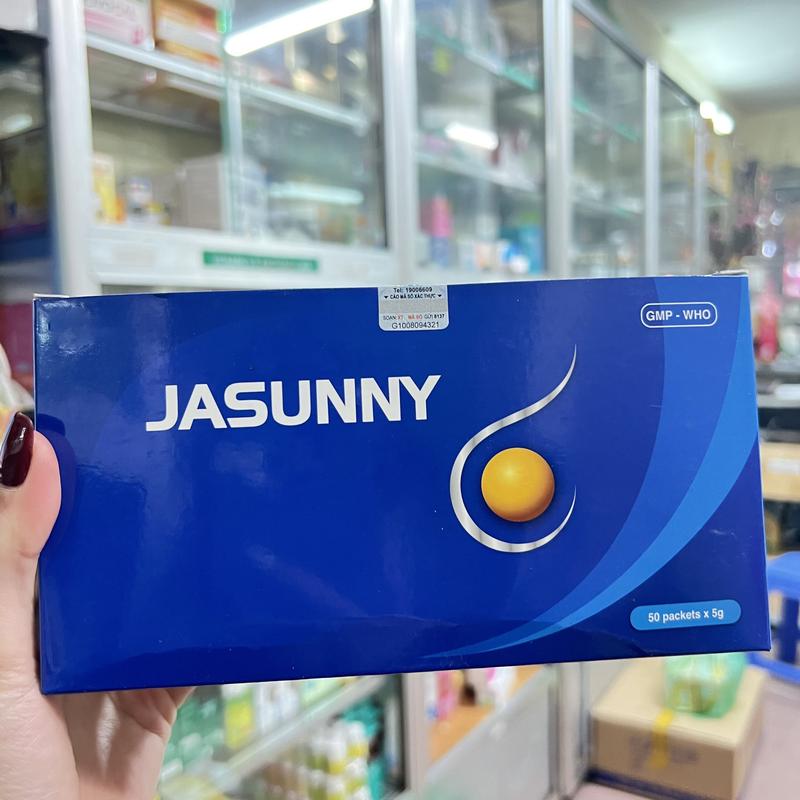 Tel: 19006609
CÀO MÃ SỐ XÁC THỰC
SOẠN: XT MÃ SỐ GỬI 8137
G1008094321
GMP - WHO
JASUNNY
50 packets x 5g